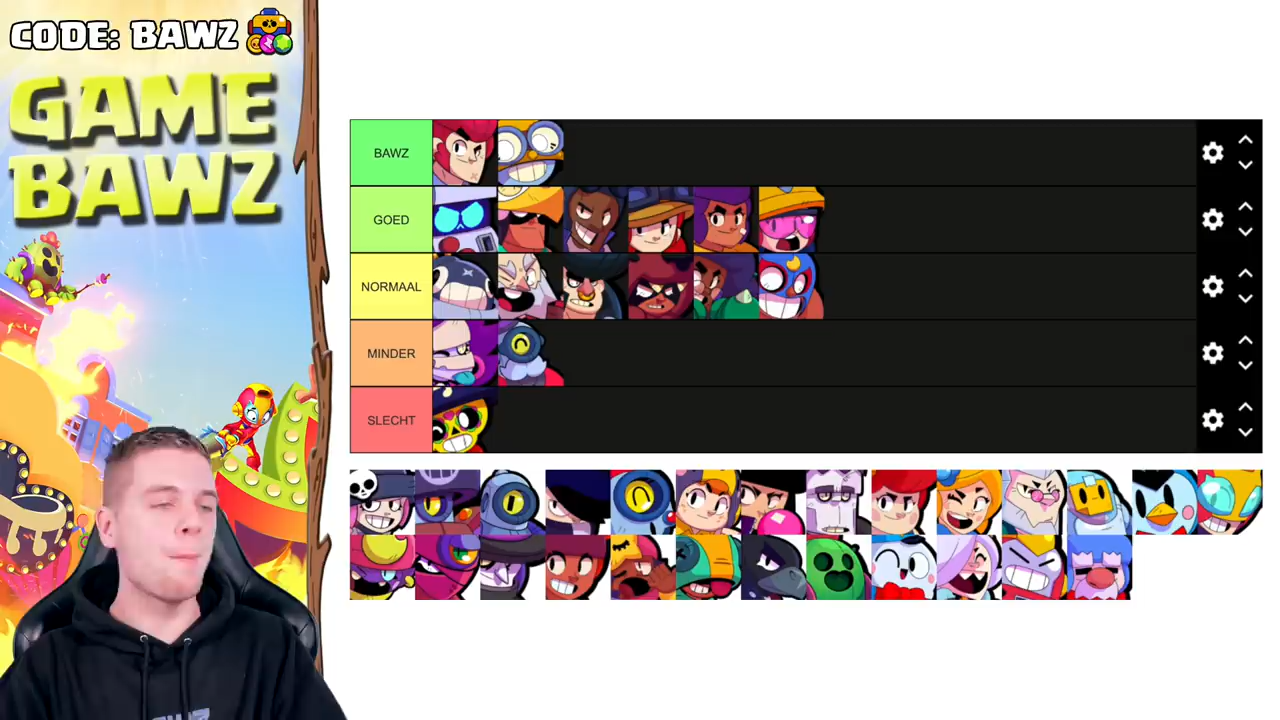 CODE: BAWZ
GAME
BAWZ
BAWZ
GOED
NORMAAL
MINDER
SLECHT